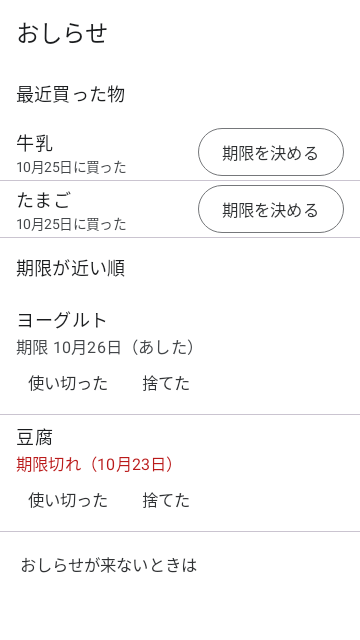 おしらせ
最近買った物
牛乳
10月25日に買った
期限を決める
たまご
10月25日に買った
期限を決める
期限が近い順
ヨーグルト
期限 10月26日（あした）
使い切った 捨てた
豆腐
期限切れ（10月23日）
使い切った 捨てた
おしらせが来ないときは